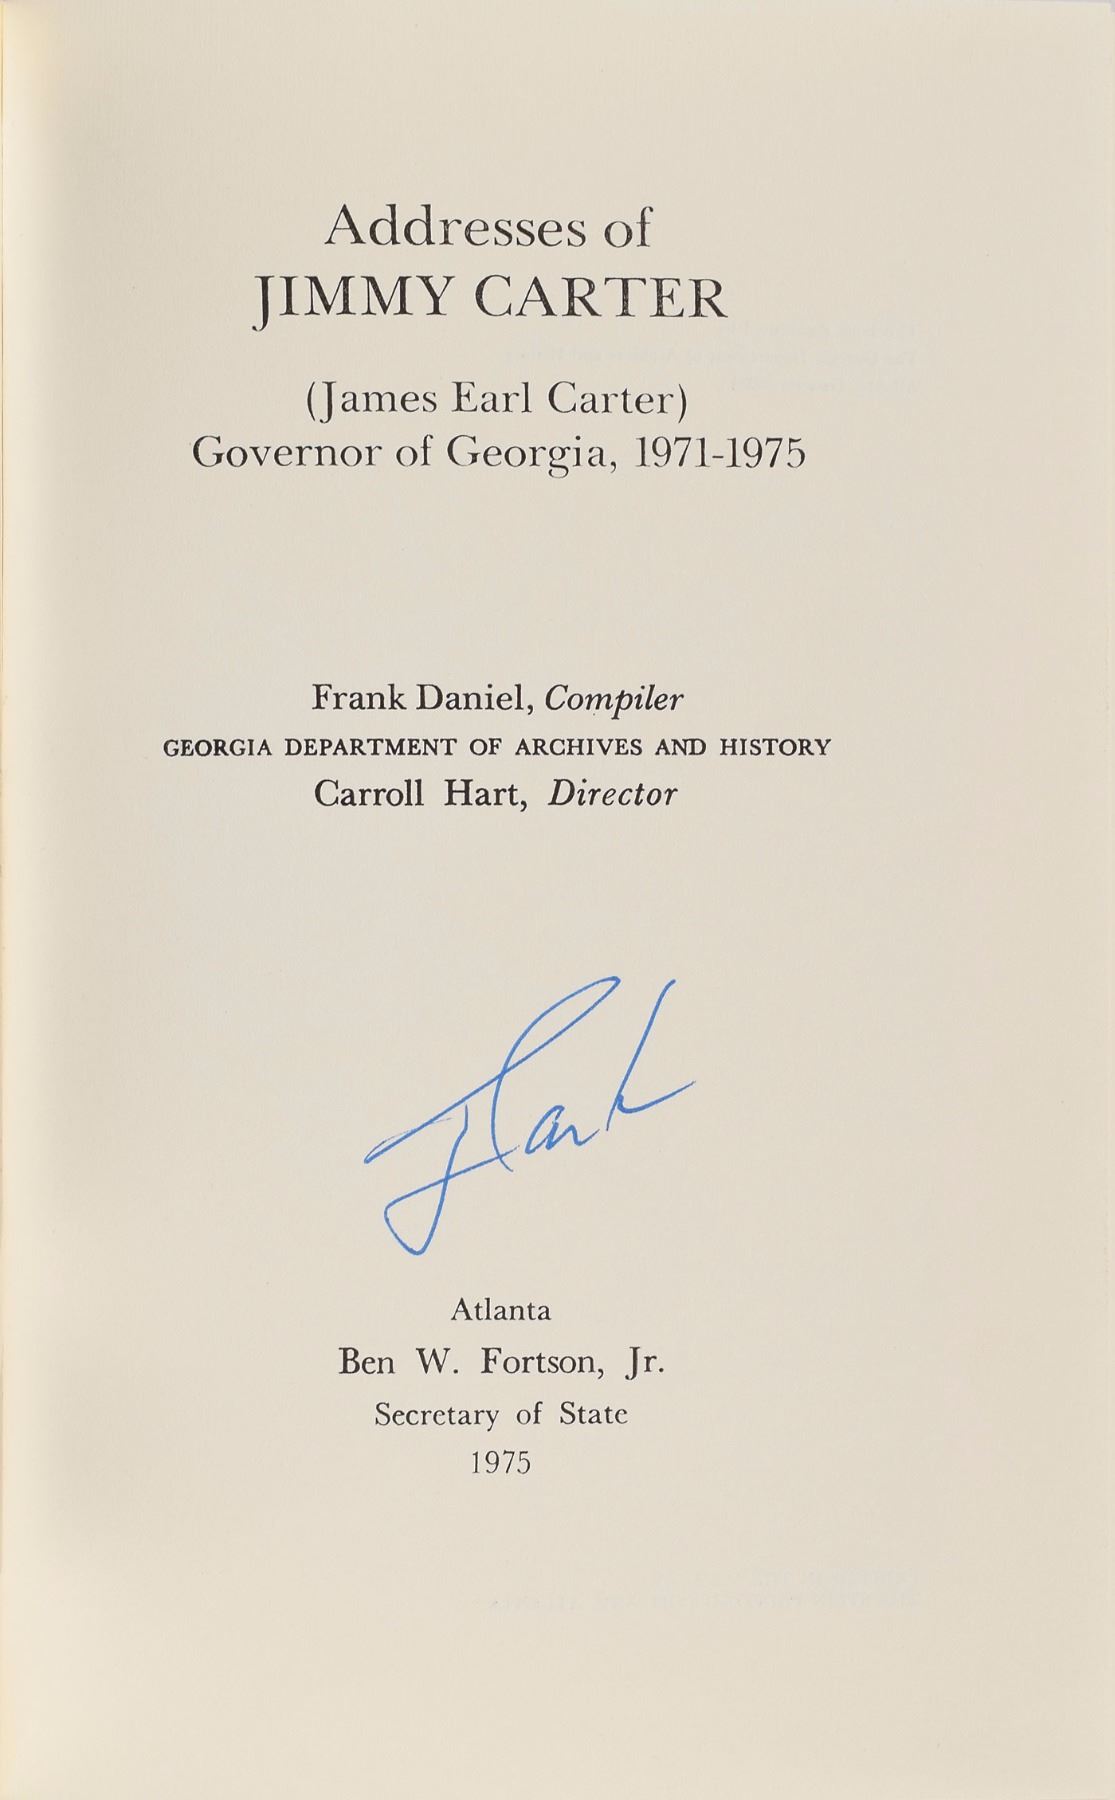 Addresses of
JIMMY CARTER
(James Earl Carter)
Governor of Georgia, 1971-1975
Frank Daniel, Compiler
GEORGIA DEPARTMENT OF ARCHIVES AND HISTORY
Carroll Hart, Director
Atlanta
Ben W. Fortson, Jr.
Secretary of State
1975